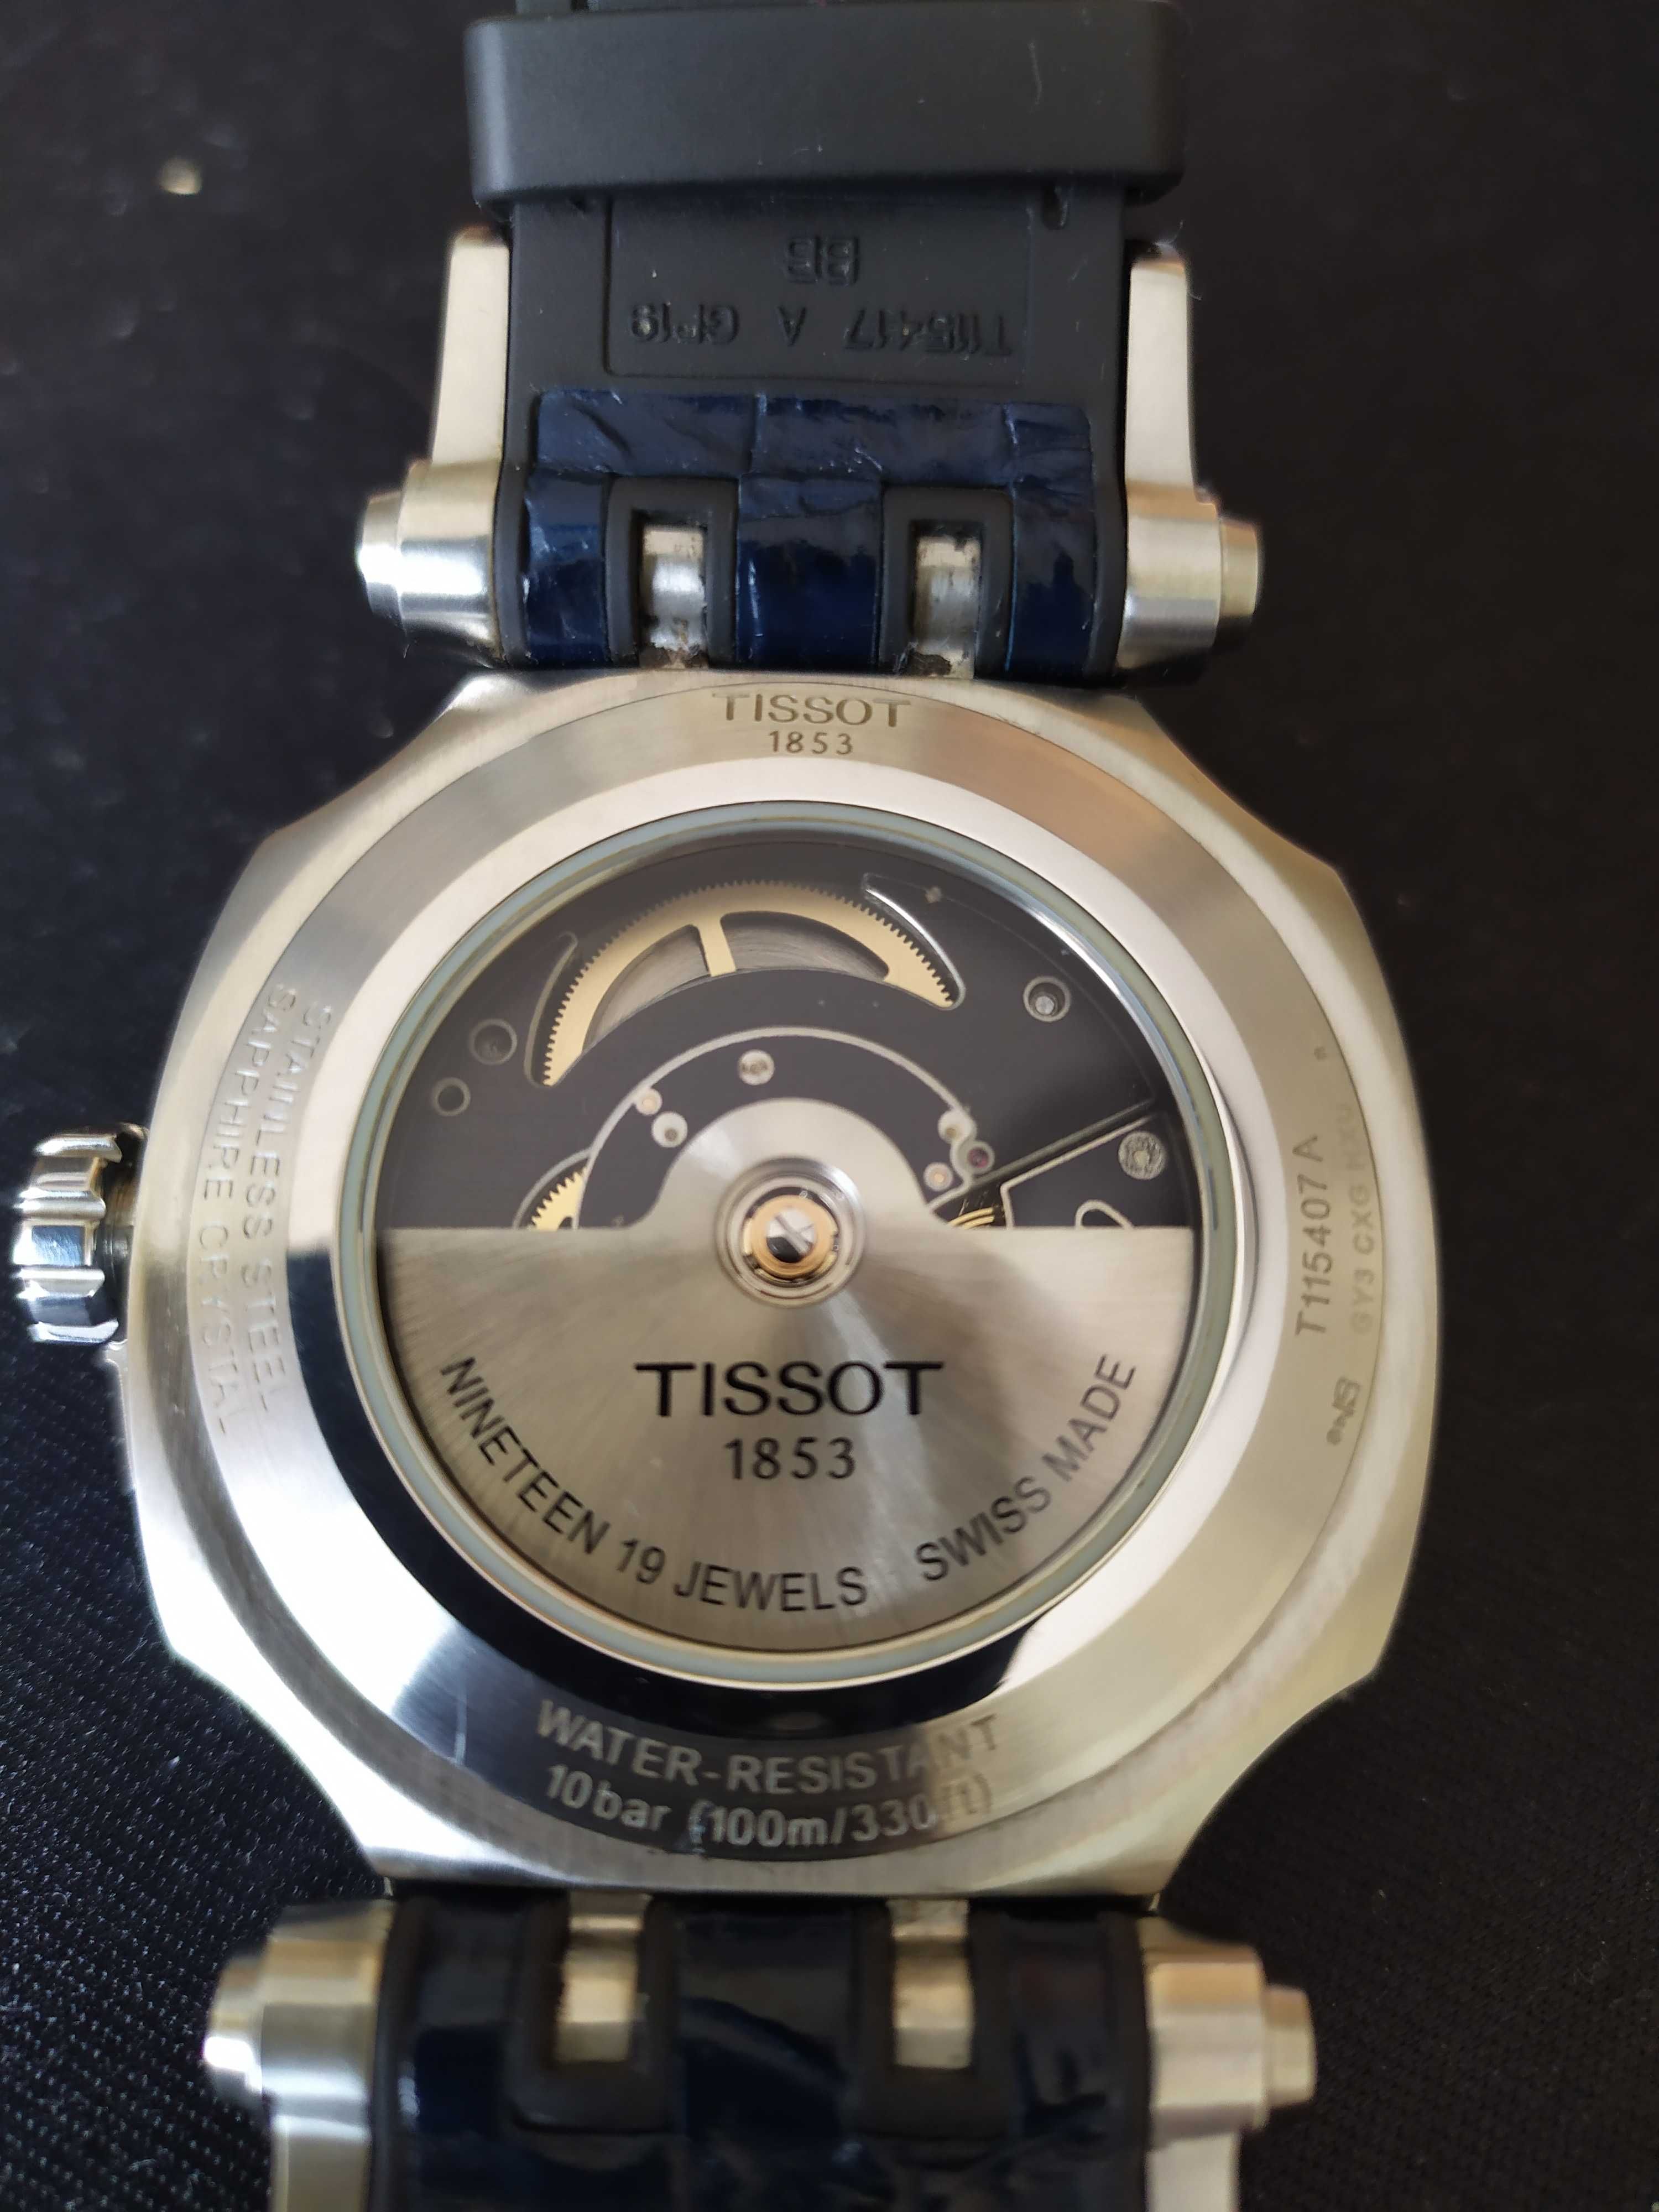 BB
T115417 A GP19
TISSOT
1853
STAINLESS STEEL
SAPPHIRE CRYSTAL
T115407 A
TISSOT
1853
NINETEEN 19 JEWELS SWISS MADE
WATER-RESISTANT
10bar (100m/330ft)